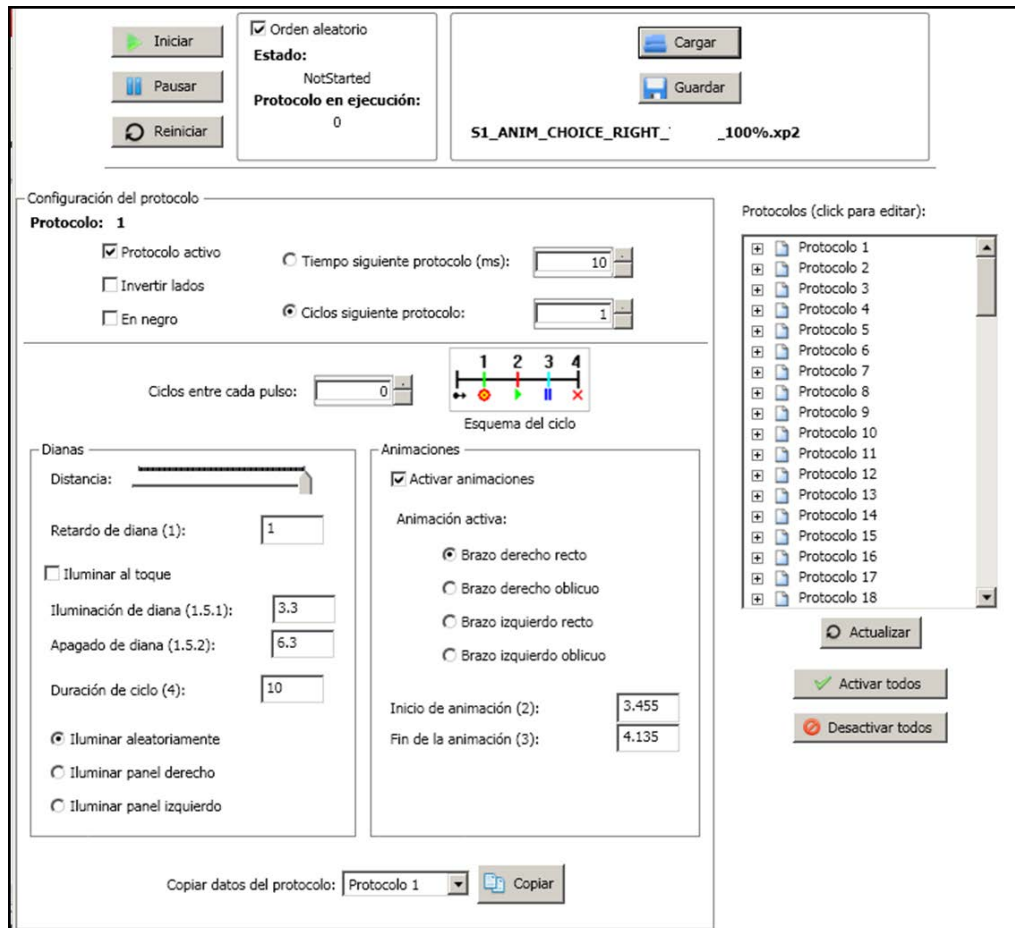 Iniciar
Pausar
Reiniciar
Orden aleatorio
Estado:
NotStarted
Protocolo en ejecución:
0
Cargar
Guardar
S1_ANIM_CHOICE_RIGHT_ _100%.xp2
Configuración del protocolo
Protocolo: 1
Protocolo activo
Invertir lados
En negro
Tiempo siguiente protocolo (ms): 10
Ciclos siguiente protocolo: 1
Ciclos entre cada pulso: 0
1 2 3 4
Esquema del ciclo
Dianas
Distancia:
Retardo de diana (1): 1
Iluminar al toque
Iluminación de diana (1.5.1): 3.3
Apagado de diana (1.5.2): 6.3
Duración de ciclo (4): 10
Iluminar aleatoriamente
Iluminar panel derecho
Iluminar panel izquierdo
Animaciones
Activar animaciones
Animación activa:
Brazo derecho recto
Brazo derecho oblicuo
Brazo izquierdo recto
Brazo izquierdo oblicuo
Inicio de animación (2): 3.455
Fin de la animación (3): 4.135
Copiar datos del protocolo: Protocolo 1 Copiar
Protocolos (click para editar):
Protocolo 1
Protocolo 2
Protocolo 3
Protocolo 4
Protocolo 5
Protocolo 6
Protocolo 7
Protocolo 8
Protocolo 9
Protocolo 10
Protocolo 11
Protocolo 12
Protocolo 13
Protocolo 14
Protocolo 15
Protocolo 16
Protocolo 17
Protocolo 18
Actualizar
Activar todos
Desactivar todos